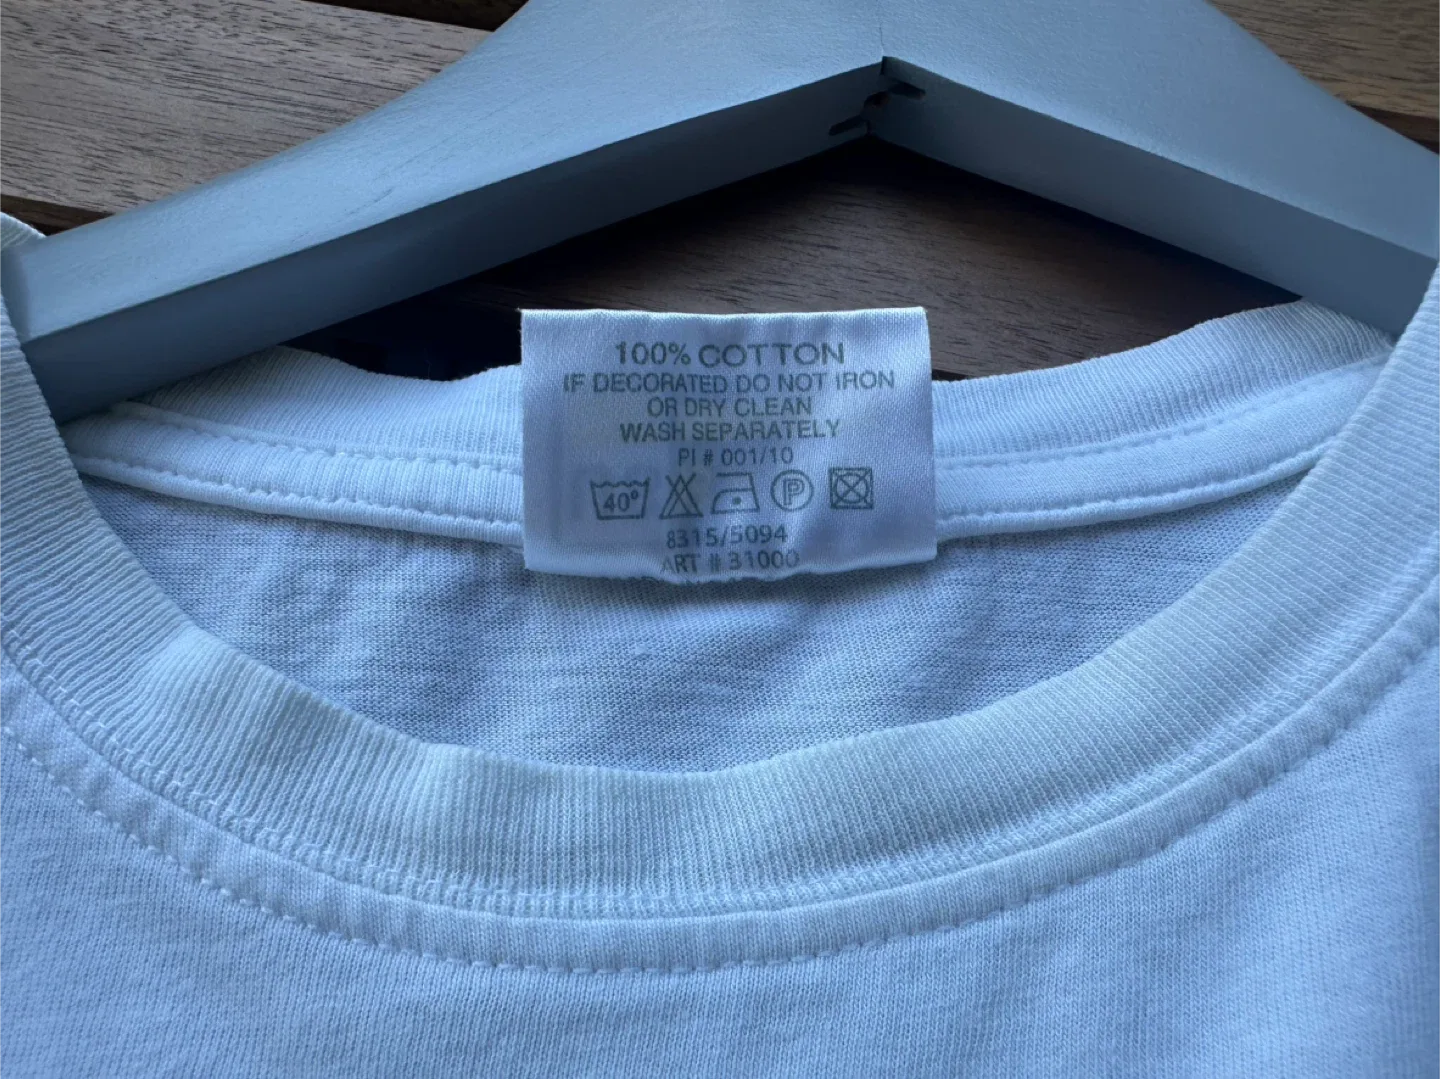 100% COTTON
IF DECORATED DO NOT IRON
OR DRY CLEAN
WASH SEPARATELY
PI # 001/10
40° P
8315/5094
ART # 31000